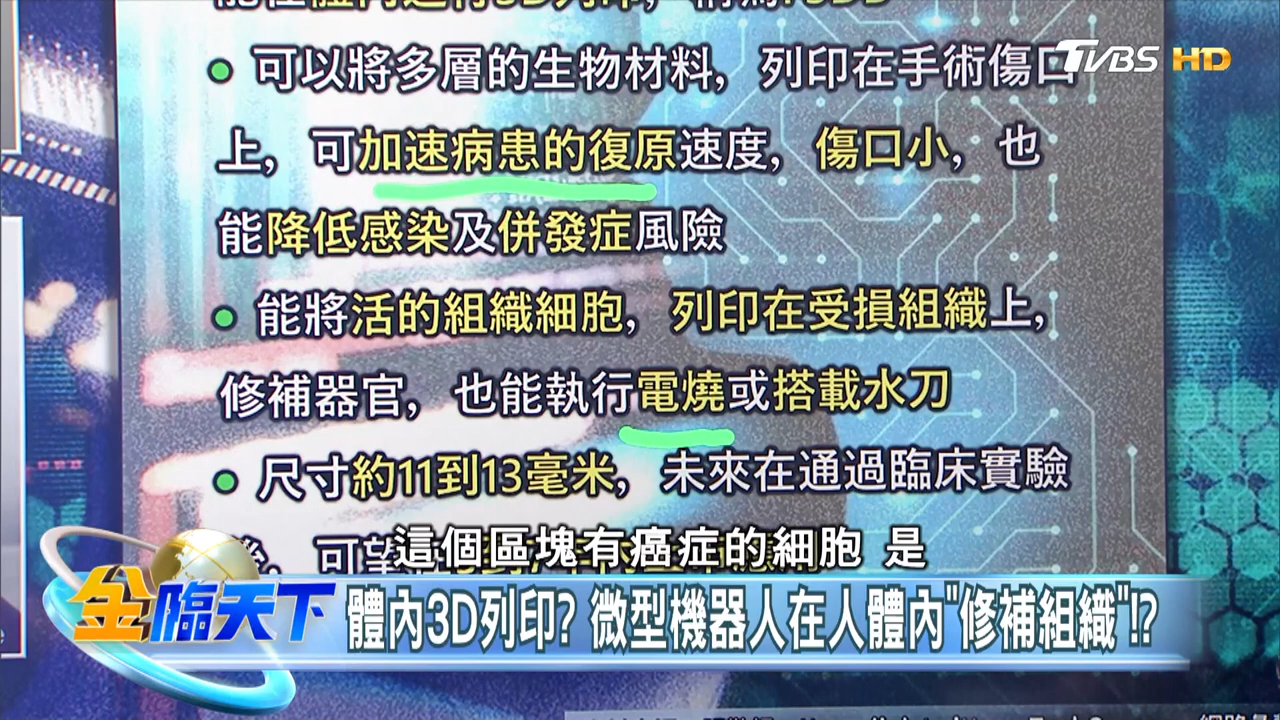 可以將多層的生物材料，列印在手術傷口
TVBS HD
上，可加速病患的復原速度，傷口小，也
能降低感染及併發症風險
能將活的組織細胞，列印在受損組織上，
修補器官，也能執行電燒或搭載水刀
尺寸約11到13毫米，未來在通過臨床實驗
這個區塊有癌症的細胞 是
金臨天下
體內3D列印？微型機器人在人體內"修補組織"!?